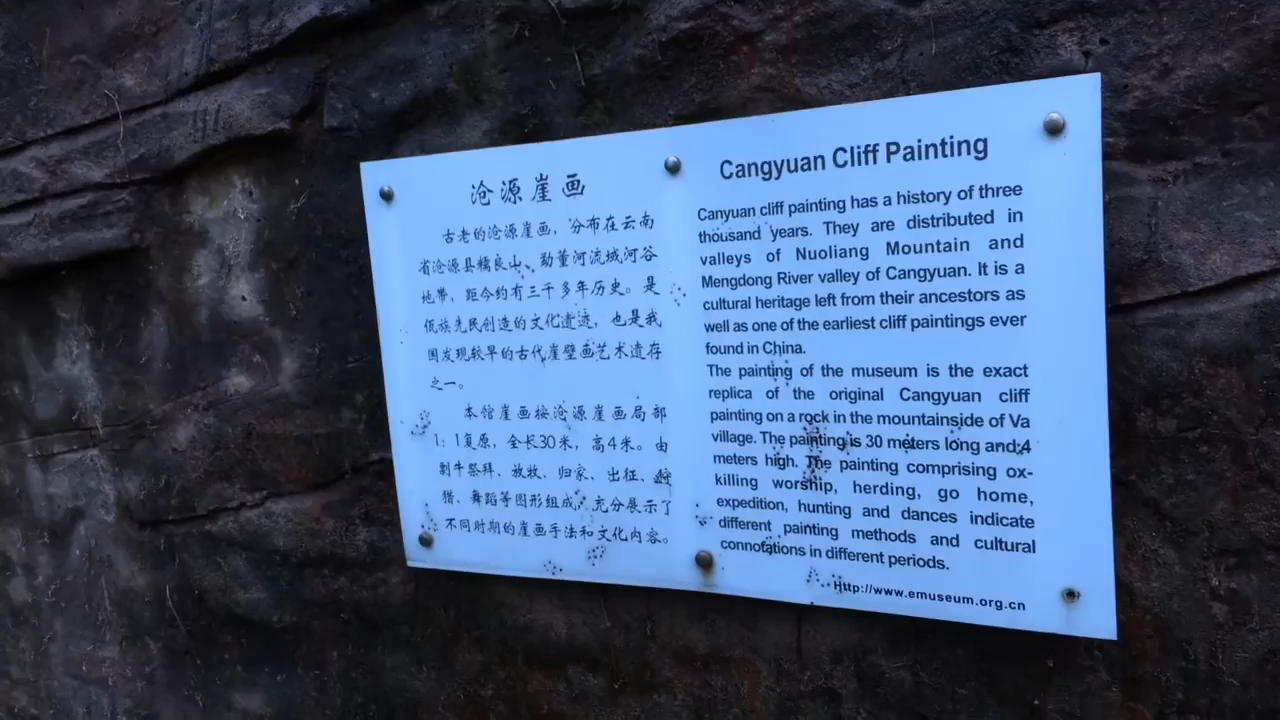 沧源崖画
古老的沧源崖画，分布在云南
省沧源县糯良山、勐董河流域河谷
地带，距今约有三千多年历史。是
佤族先民创造的文化遗迹，也是我
国发现较早的古代崖壁画艺术遗存
之一。
本馆崖画按沧源崖画局部
1：1复原，全长30米，高4米。由
剽牛祭拜、放牧、归家、出征、狩
猎、舞蹈等图形组成，充分展示了
不同时期的崖画手法和文化内容。
Cangyuan Cliff Painting
Canyuan cliff painting has a history of three
thousand years. They are distributed in
valleys of Nuoliang Mountain and
Mengdong River valley of Cangyuan. It is a
cultural heritage left from their ancestors as
well as one of the earliest cliff paintings ever
found in China.
The painting of the museum is the exact
replica of the original Cangyuan cliff
painting on a rock in the mountainside of Va
village. The painting is 30 meters long and 4
meters high. The painting comprising ox-
killing worship, herding, go home,
expedition, hunting and dances indicate
different painting methods and cultural
connotations in different periods.
Http://www.emuseum.org.cn